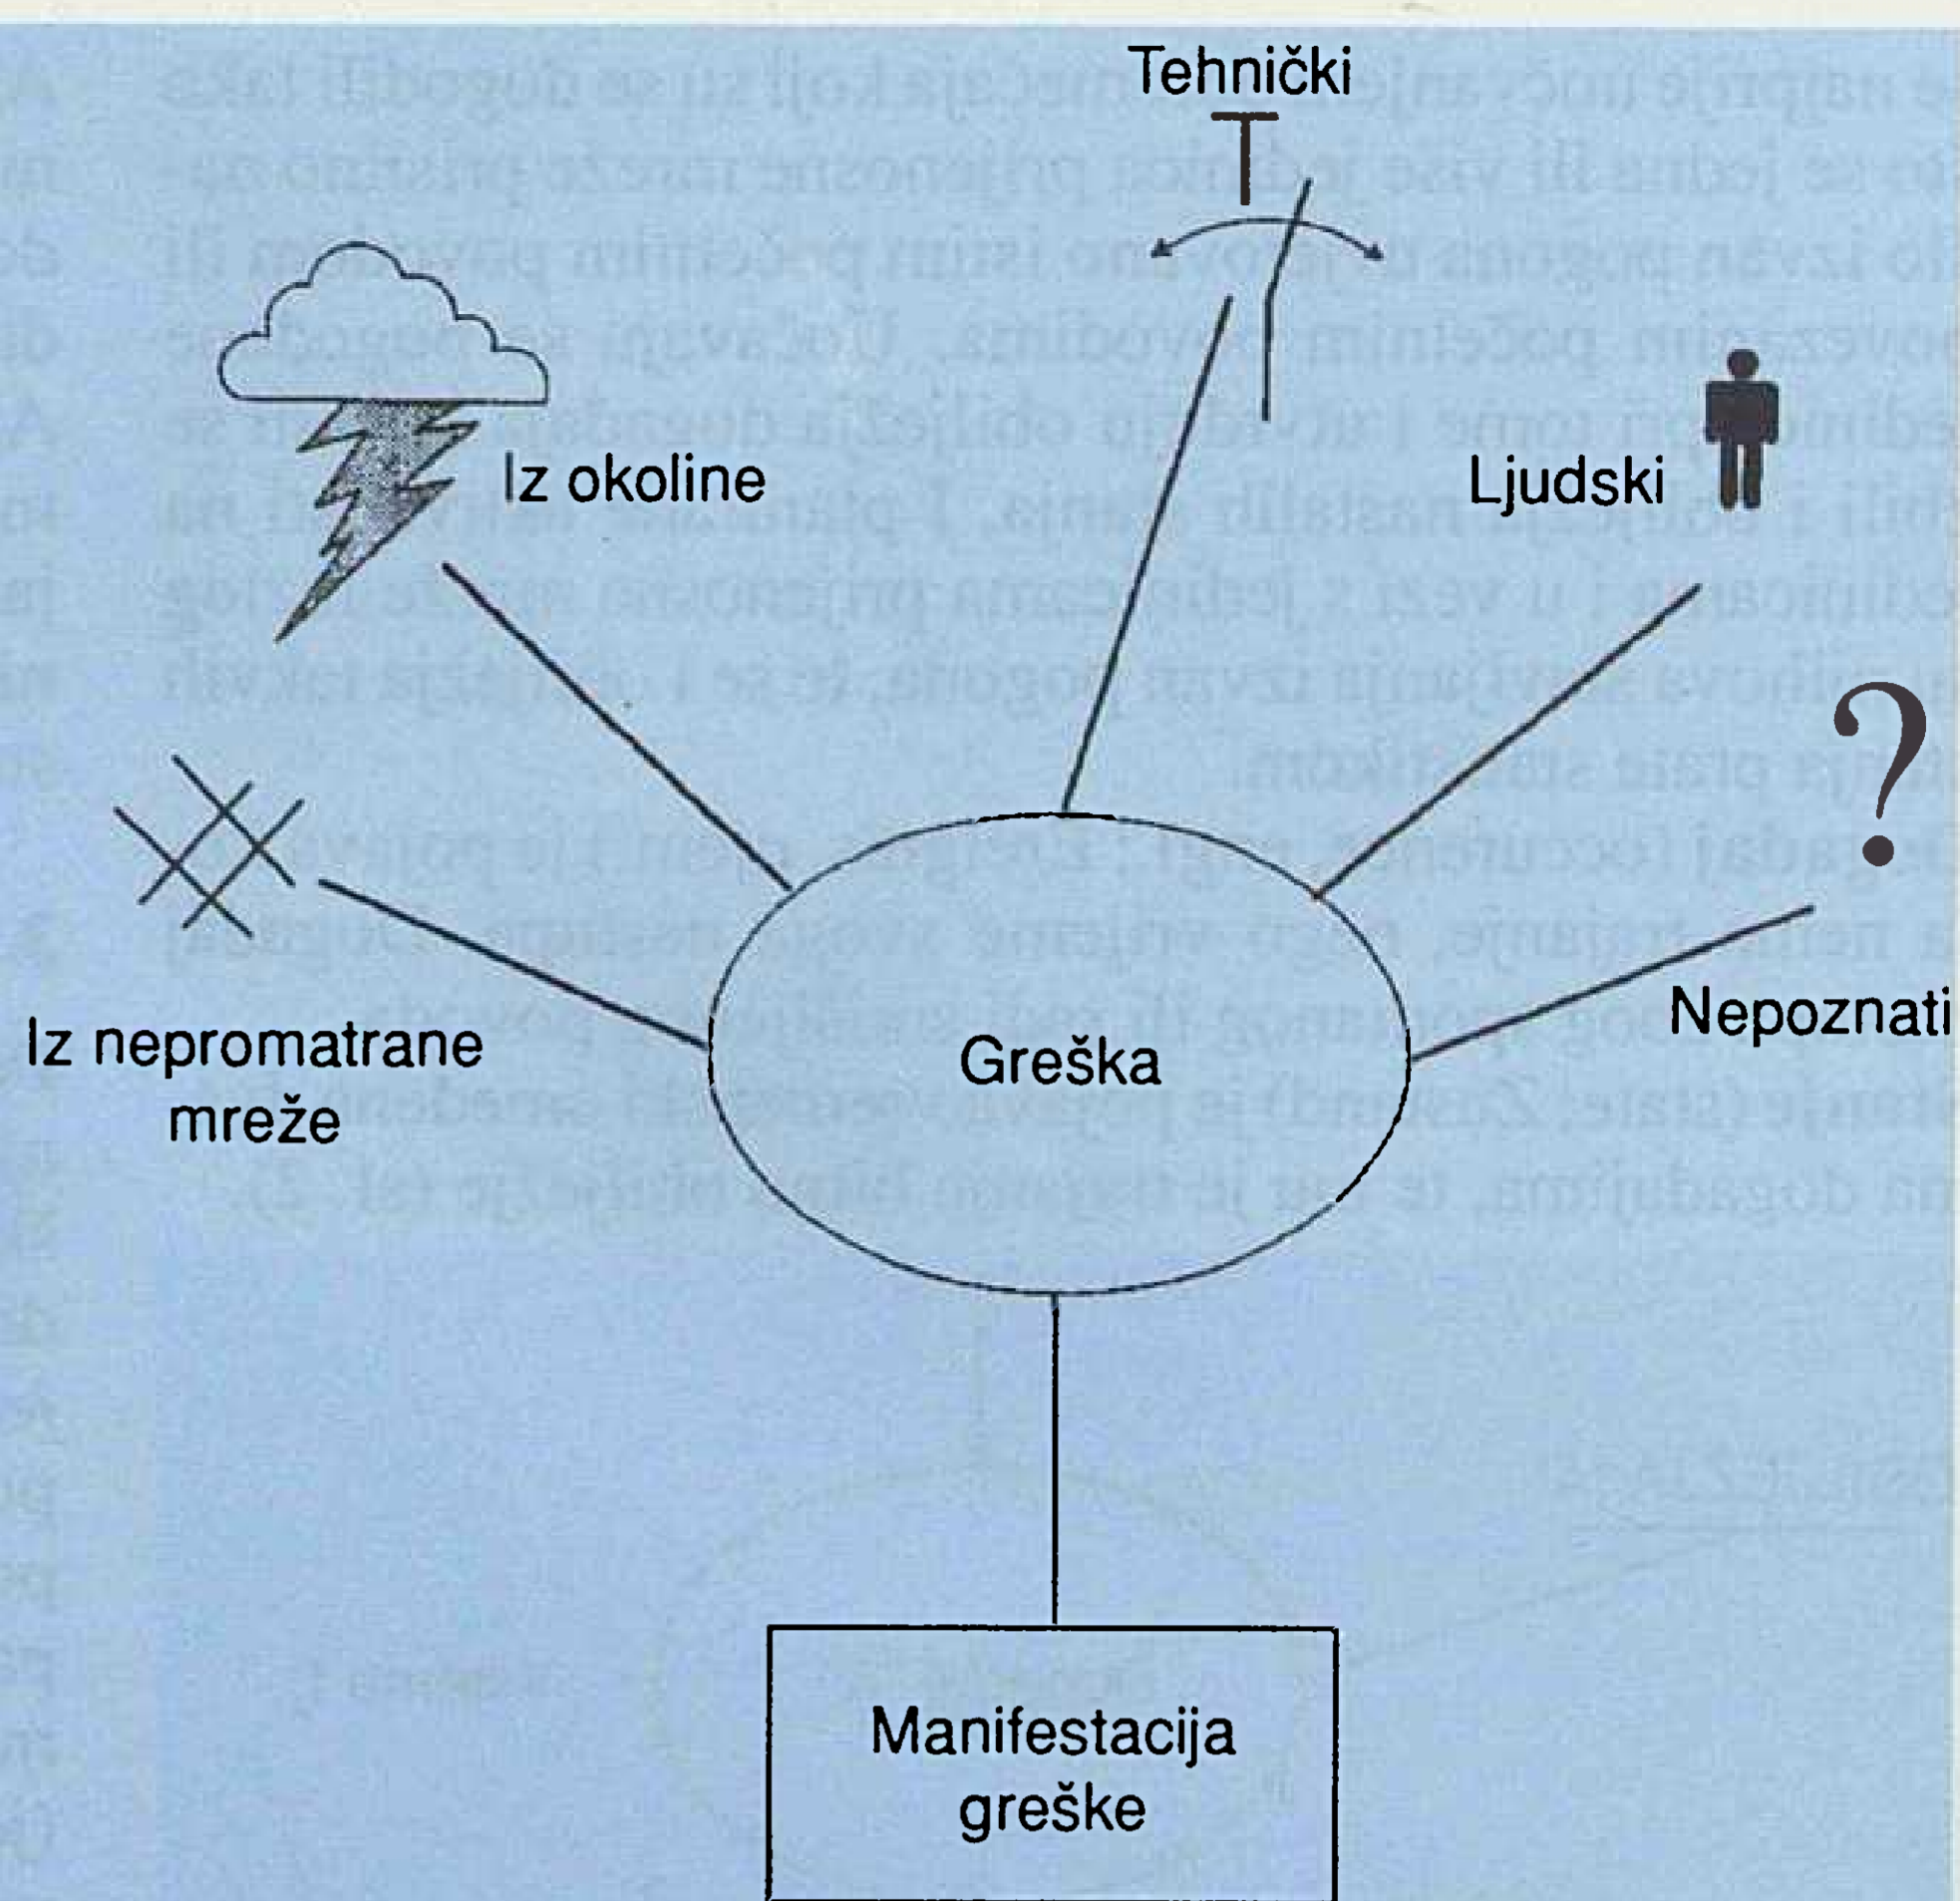 Tehnički
Iz okoline
Ljudski
?
Iz nepromatrane
mreže
Greška
Nepoznati
Manifestacija
greške